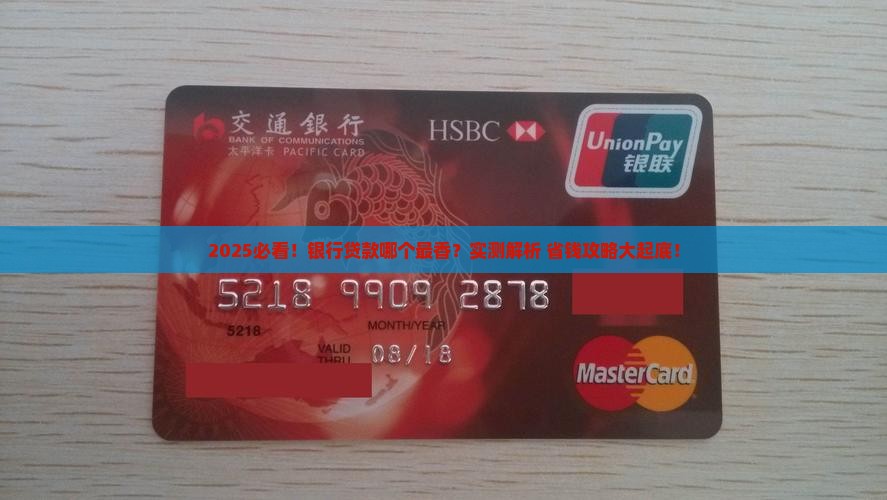 交通銀行
BANK OF COMMUNICATIONS
太平洋卡 PACIFIC CARD
HSBC
UnionPay
银联
2025必看！银行贷款哪个最香？实测解析 省钱攻略大起底！
5218 9909 2878
5218
MONTH/YEAR
VALID
THRU
08/18
MasterCard